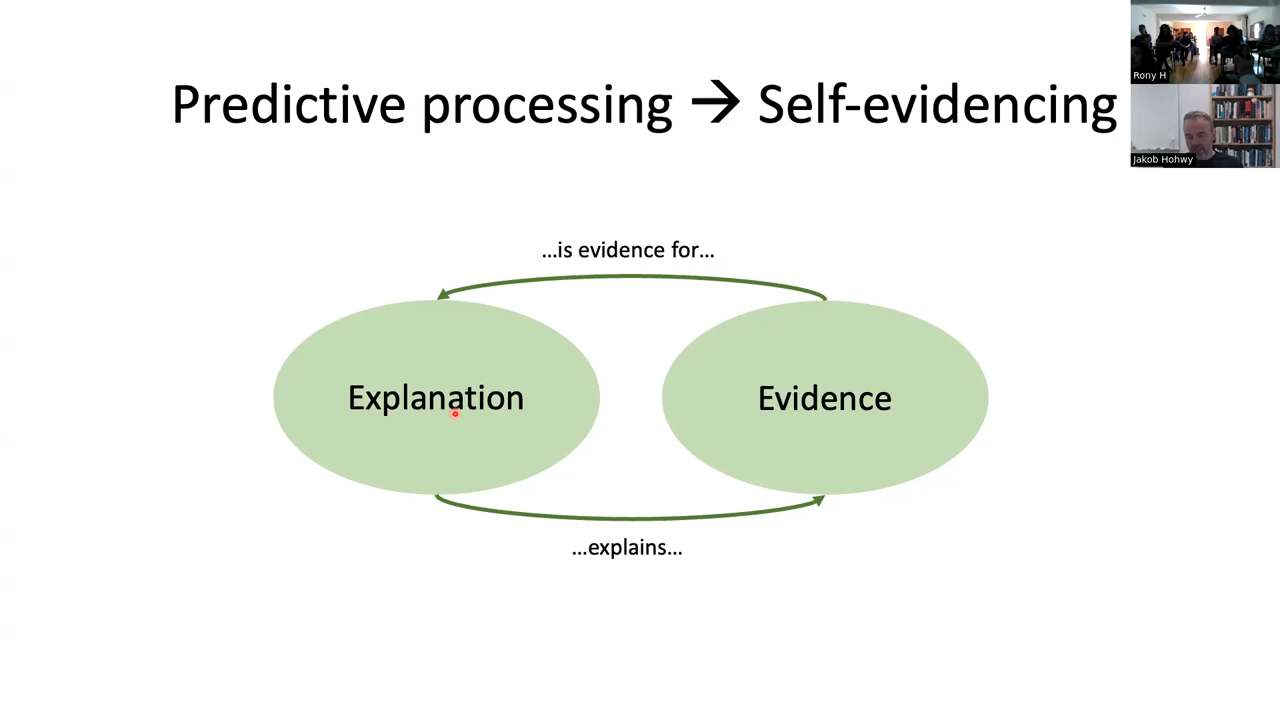 Predictive processing → Self-evidencing
Rony H
Jakob Hohwy
...is evidence for...
Explanation
Evidence
...explains...